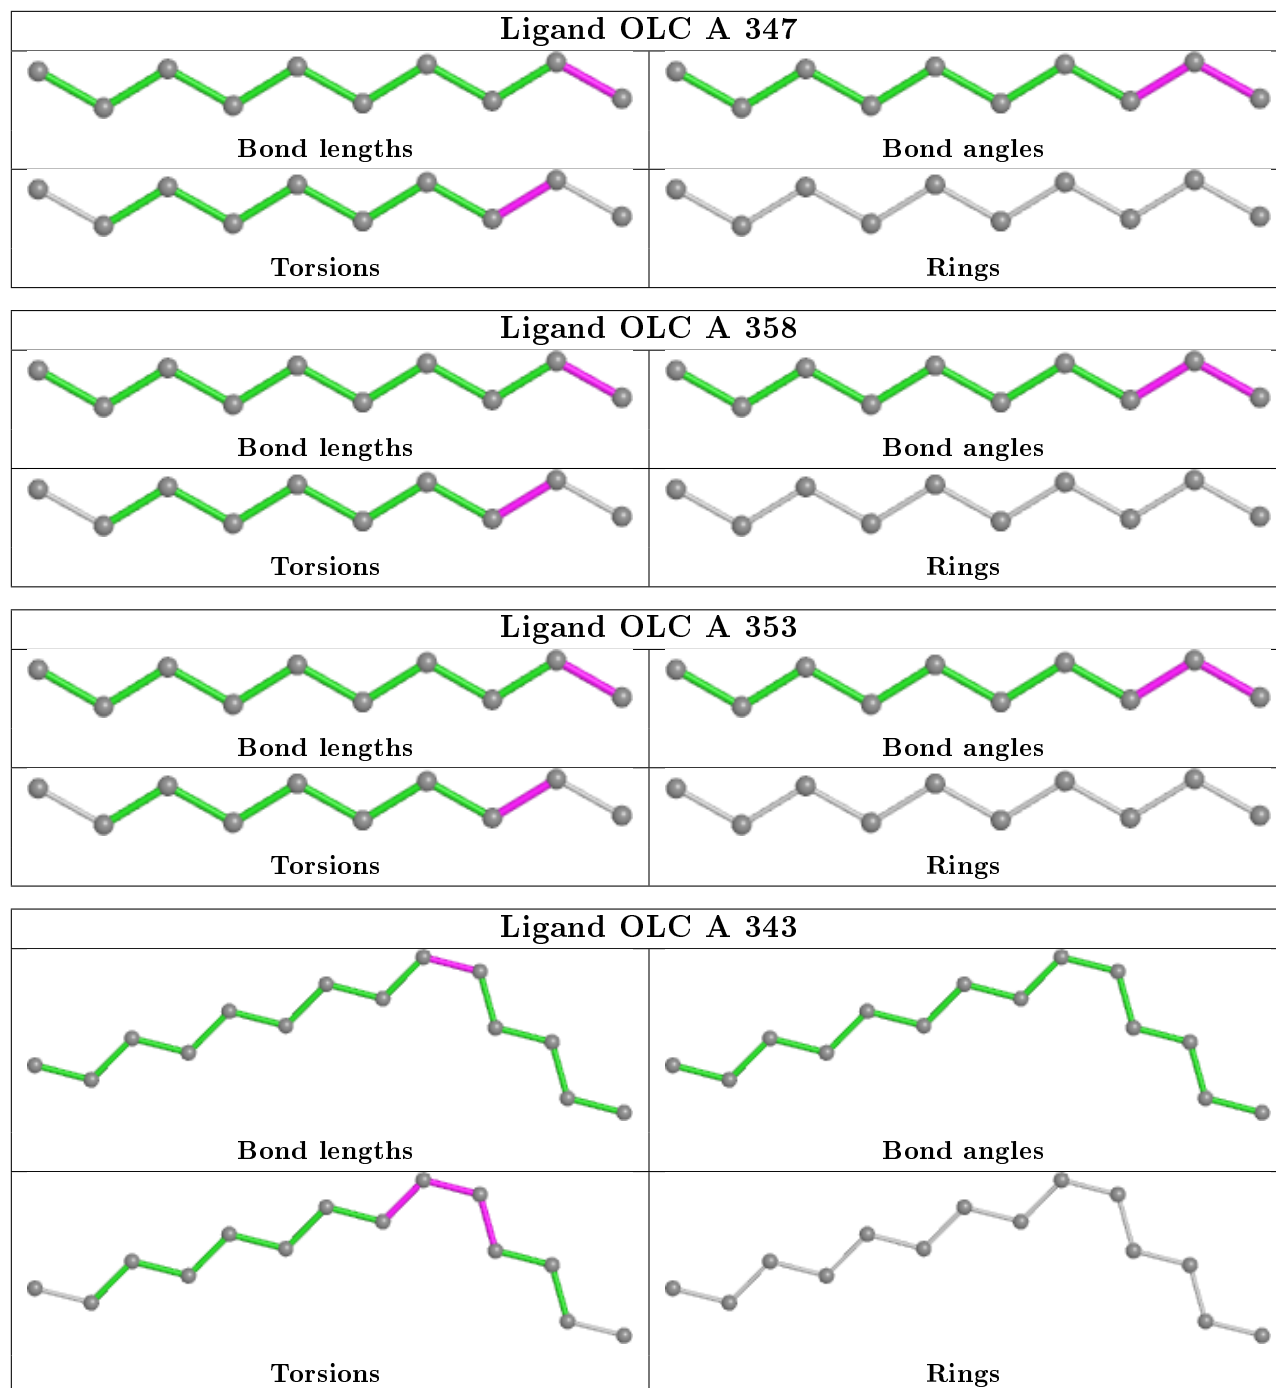 Ligand OLC A 347
Bond lengths
Bond angles
Torsions
Rings
Ligand OLC A 358
Bond lengths
Bond angles
Torsions
Rings
Ligand OLC A 353
Bond lengths
Bond angles
Torsions
Rings
Ligand OLC A 343
Bond lengths
Bond angles
Torsions
Rings